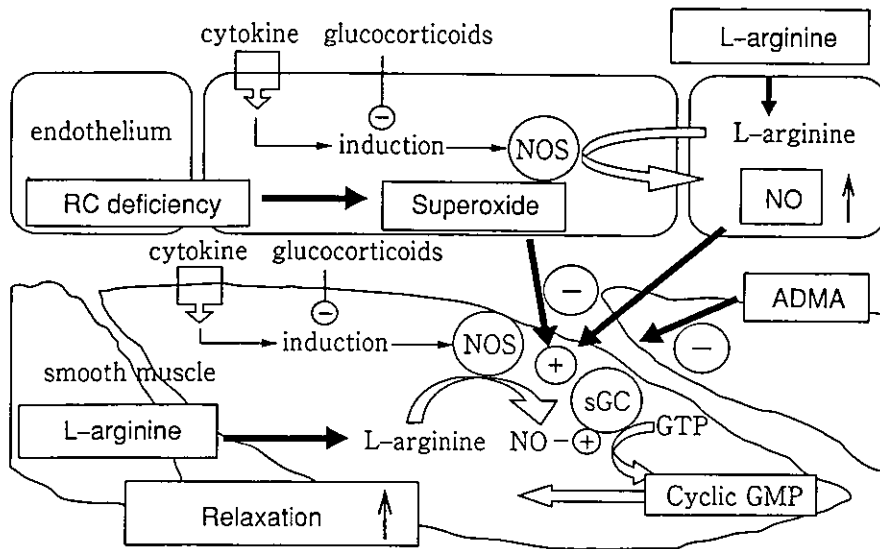 cytokine glucocorticoids L-arginine
endothelium
− induction NOS L-arginine
RC deficiency Superoxide NO
cytokine glucocorticoids
− ADMA
− induction NOS + −
smooth muscle sGC
L-arginine L-arginine NO − + GTP
Cyclic GMP
Relaxation